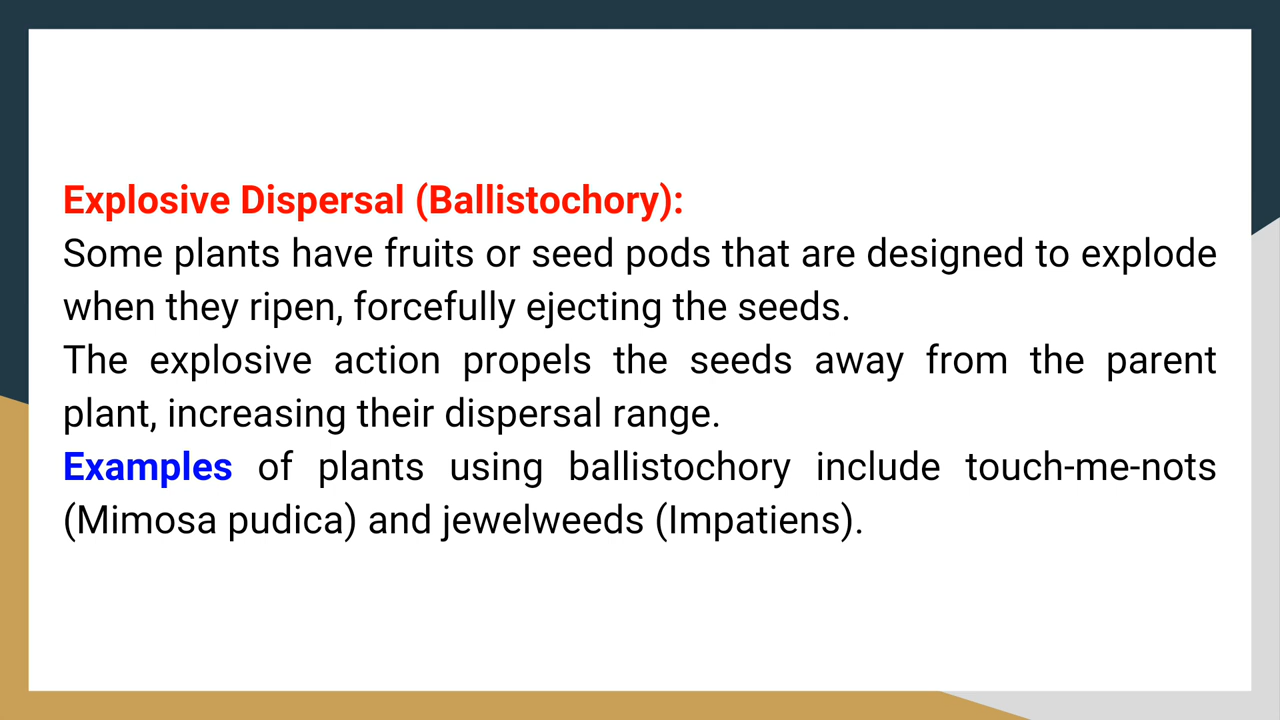 Explosive Dispersal (Ballistochory):
Some plants have fruits or seed pods that are designed to explode
when they ripen, forcefully ejecting the seeds.
The explosive action propels the seeds away from the parent
plant, increasing their dispersal range.
Examples of plants using ballistochory include touch-me-nots
(Mimosa pudica) and jewelweeds (Impatiens).